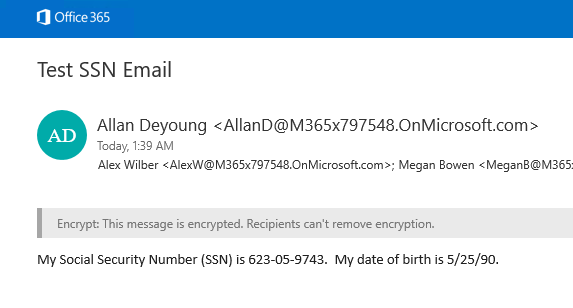 Office 365
Test SSN Email
AD
Allan Deyoung <AllanD@M365x797548.OnMicrosoft.com>
Today, 1:39 AM
Alex Wilber <AlexW@M365x797548.OnMicrosoft.com>; Megan Bowen <MeganB@M365
Encrypt: This message is encrypted. Recipients can't remove encryption.
My Social Security Number (SSN) is 623-05-9743.  My date of birth is 5/25/90.